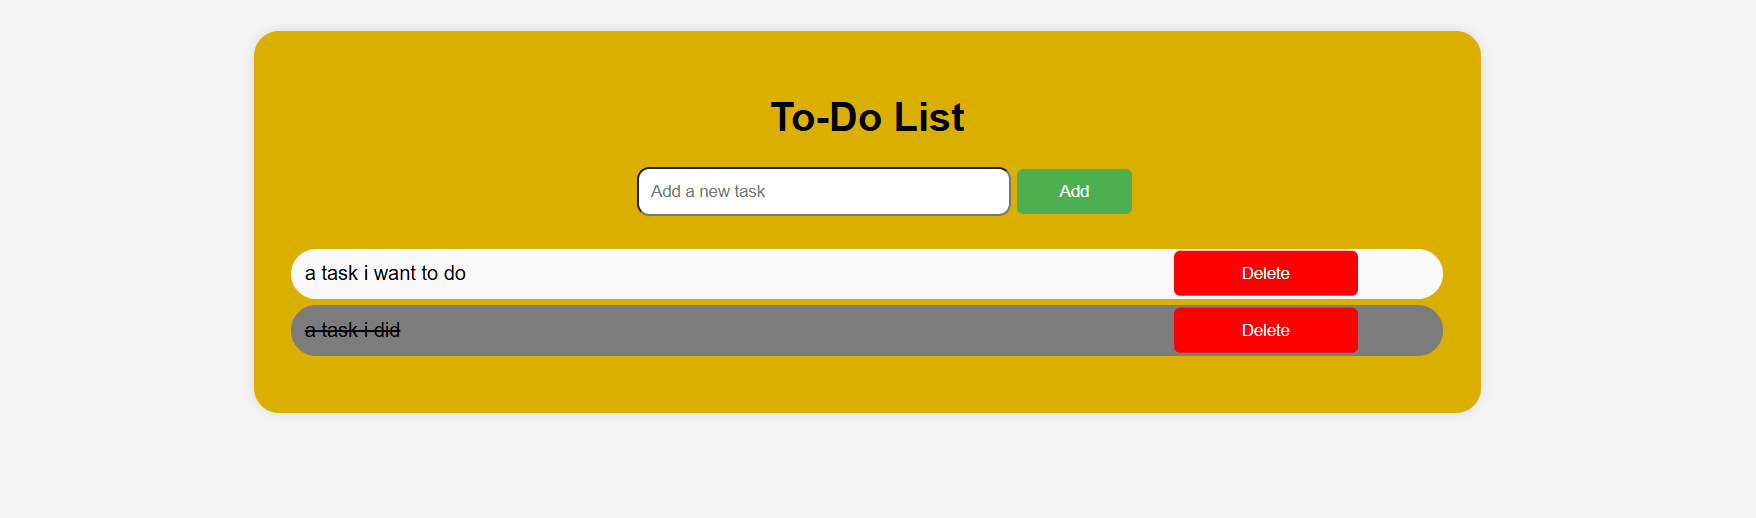 To-Do List
Add a new task Add
a task i want to do Delete
a task i did Delete